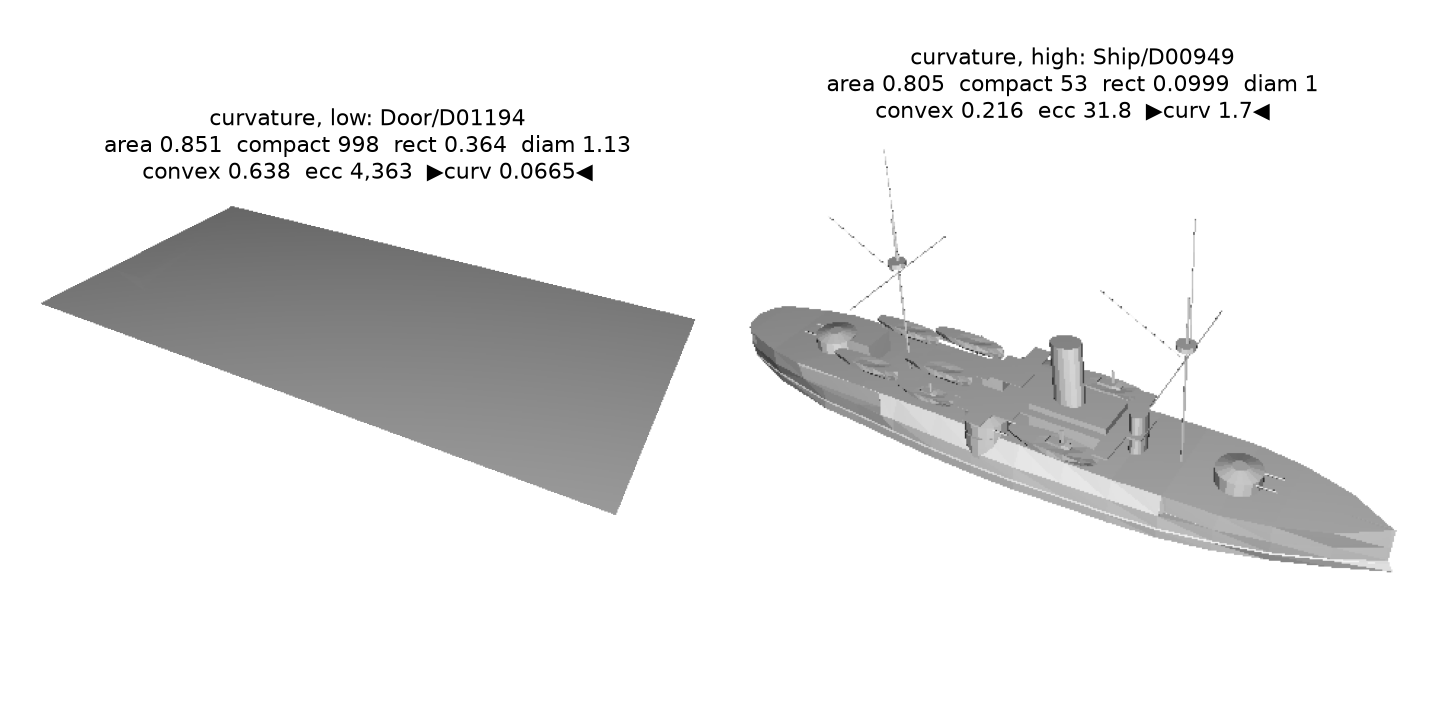 curvature, low: Door/D01194
area 0.851  compact 998  rect 0.364  diam 1.13
convex 0.638  ecc 4,363  ▶curv 0.0665◀
curvature, high: Ship/D00949
area 0.805  compact 53  rect 0.0999  diam 1
convex 0.216  ecc 31.8  ▶curv 1.7◀